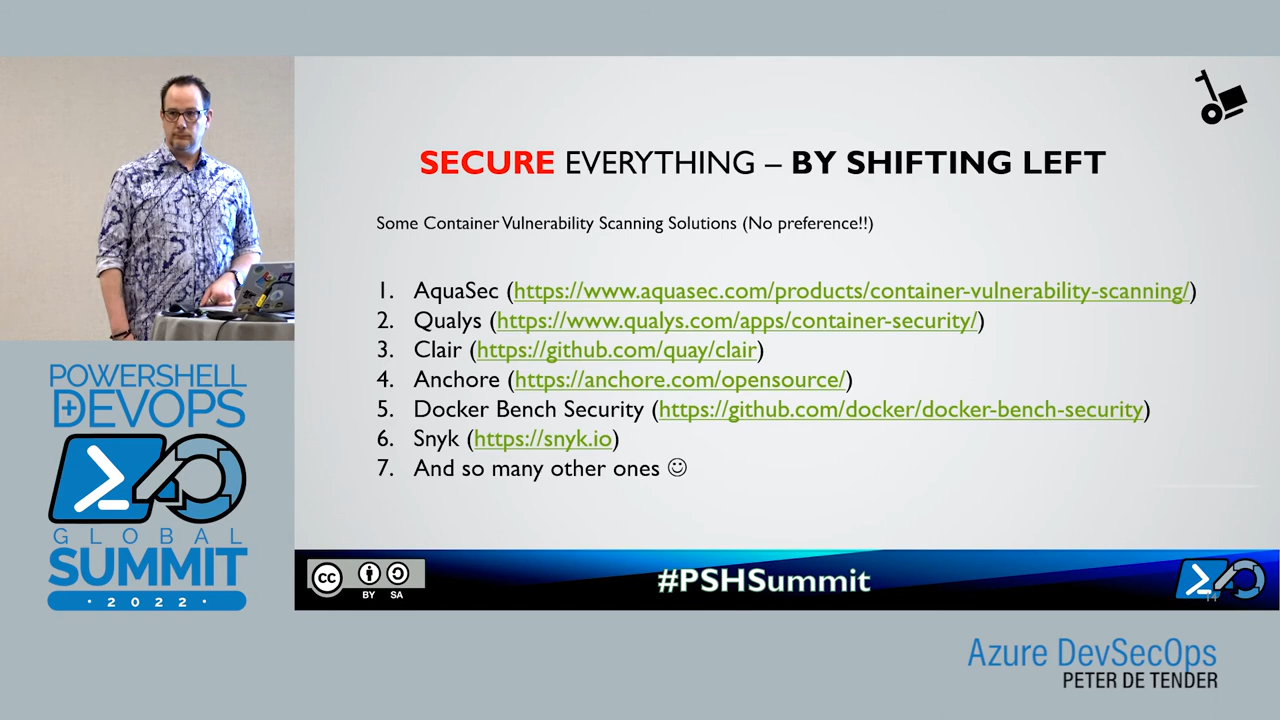 SECURE EVERYTHING – BY SHIFTING LEFT
Some Container Vulnerability Scanning Solutions (No preference!!)
1. AquaSec (https://www.aquasec.com/products/container-vulnerability-scanning/)
2. Qualys (https://www.qualys.com/apps/container-security/)
3. Clair (https://github.com/quay/clair)
4. Anchore (https://anchore.com/opensource/)
5. Docker Bench Security (https://github.com/docker/docker-bench-security)
6. Snyk (https://snyk.io)
7. And so many other ones ☺
POWERSHELL
+DEVOPS
GLOBAL
SUMMIT
· 2022 ·
CC BY SA
#PSHSummit
14
Azure DevSecOps
PETER DE TENDER